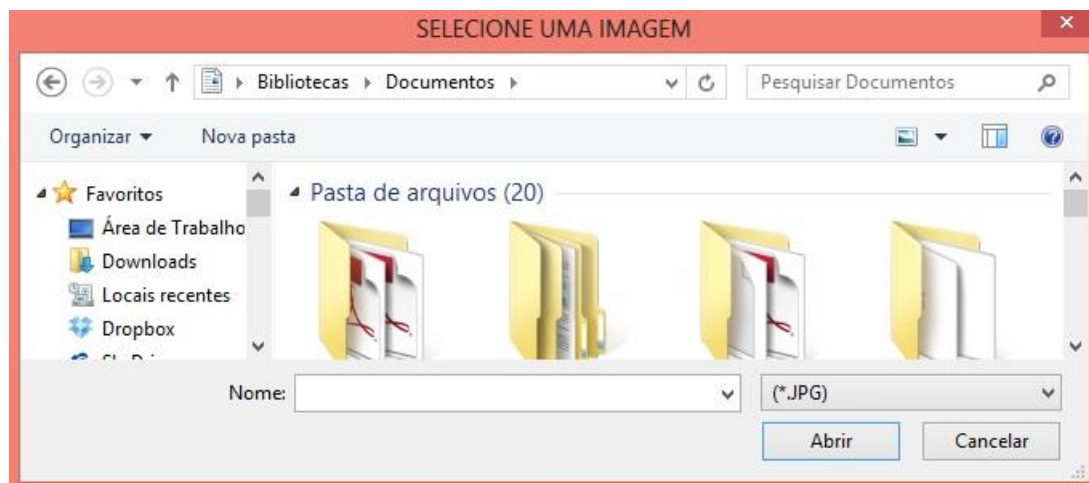 SELECIONE UMA IMAGEM
Bibliotecas Documentos
Pesquisar Documentos
Organizar Nova pasta
Favoritos
Pasta de arquivos (20)
Área de Trabalho
Downloads
Locais recentes
Dropbox
Nome:
(*.JPG)
Abrir Cancelar